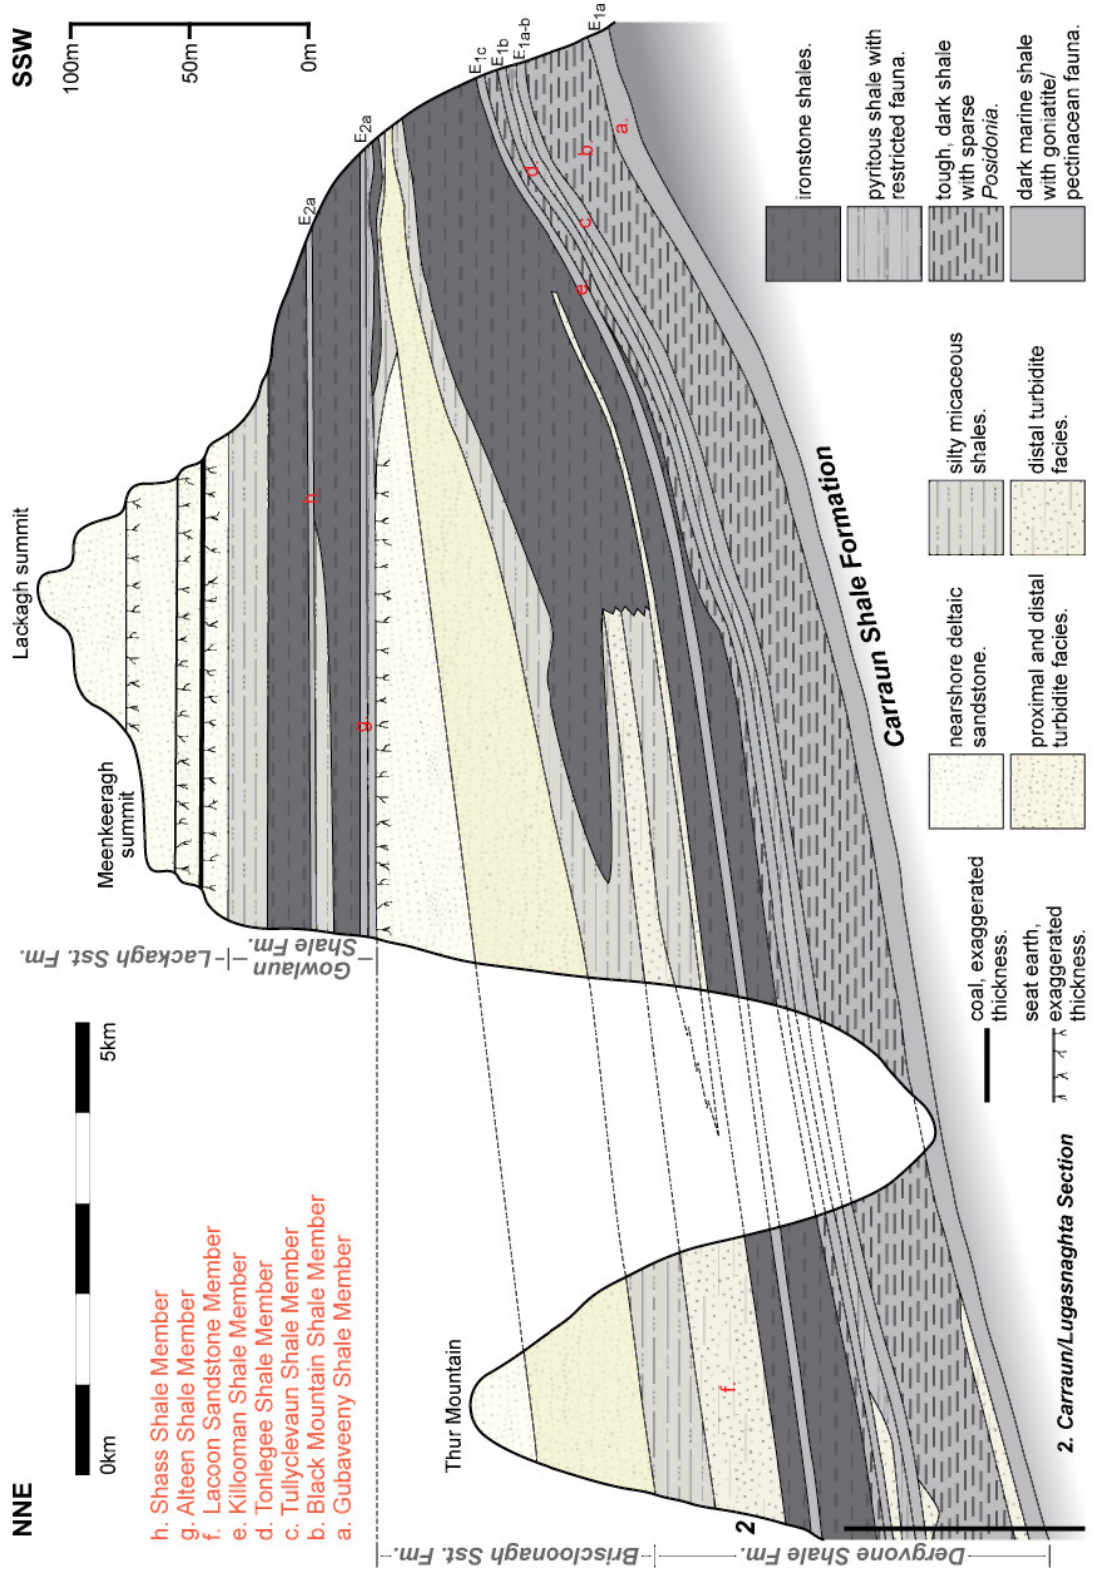 NNE
SSW
0km
5km
100m
50m
0m
h. Shass Shale Member
g. Alteen Shale Member
f. Lacoon Sandstone Member
e. Killooman Shale Member
d. Tonlegee Shale Member
c. Tullyclevaun Shale Member
b. Black Mountain Shale Member
a. Gubaveeny Shale Member
Thur Mountain
Meenkeeragh
summit
Lackagh summit
Lackagh Sst. Fm.
Gowlaun
Shale Fm.
Briscloonagh Sst. Fm.
Dergvone Shale Fm.
E2a
E2a
E1c
E1b
E1a-b
E1a
h
g.
f.
e
d.
c.
b.
a.
2
Carraun Shale Formation
2. Carraun/Lugasnaghta Section
coal, exaggerated
thickness.
seat earth,
exaggerated
thickness.
nearshore deltaic
sandstone.
proximal and distal
turbidite facies.
silty micaceous
shales.
distal turbidite
facies.
ironstone shales.
pyritous shale with
restricted fauna.
tough, dark shale
with sparse
Posidonia.
dark marine shale
with goniatite/
pectinacean fauna.